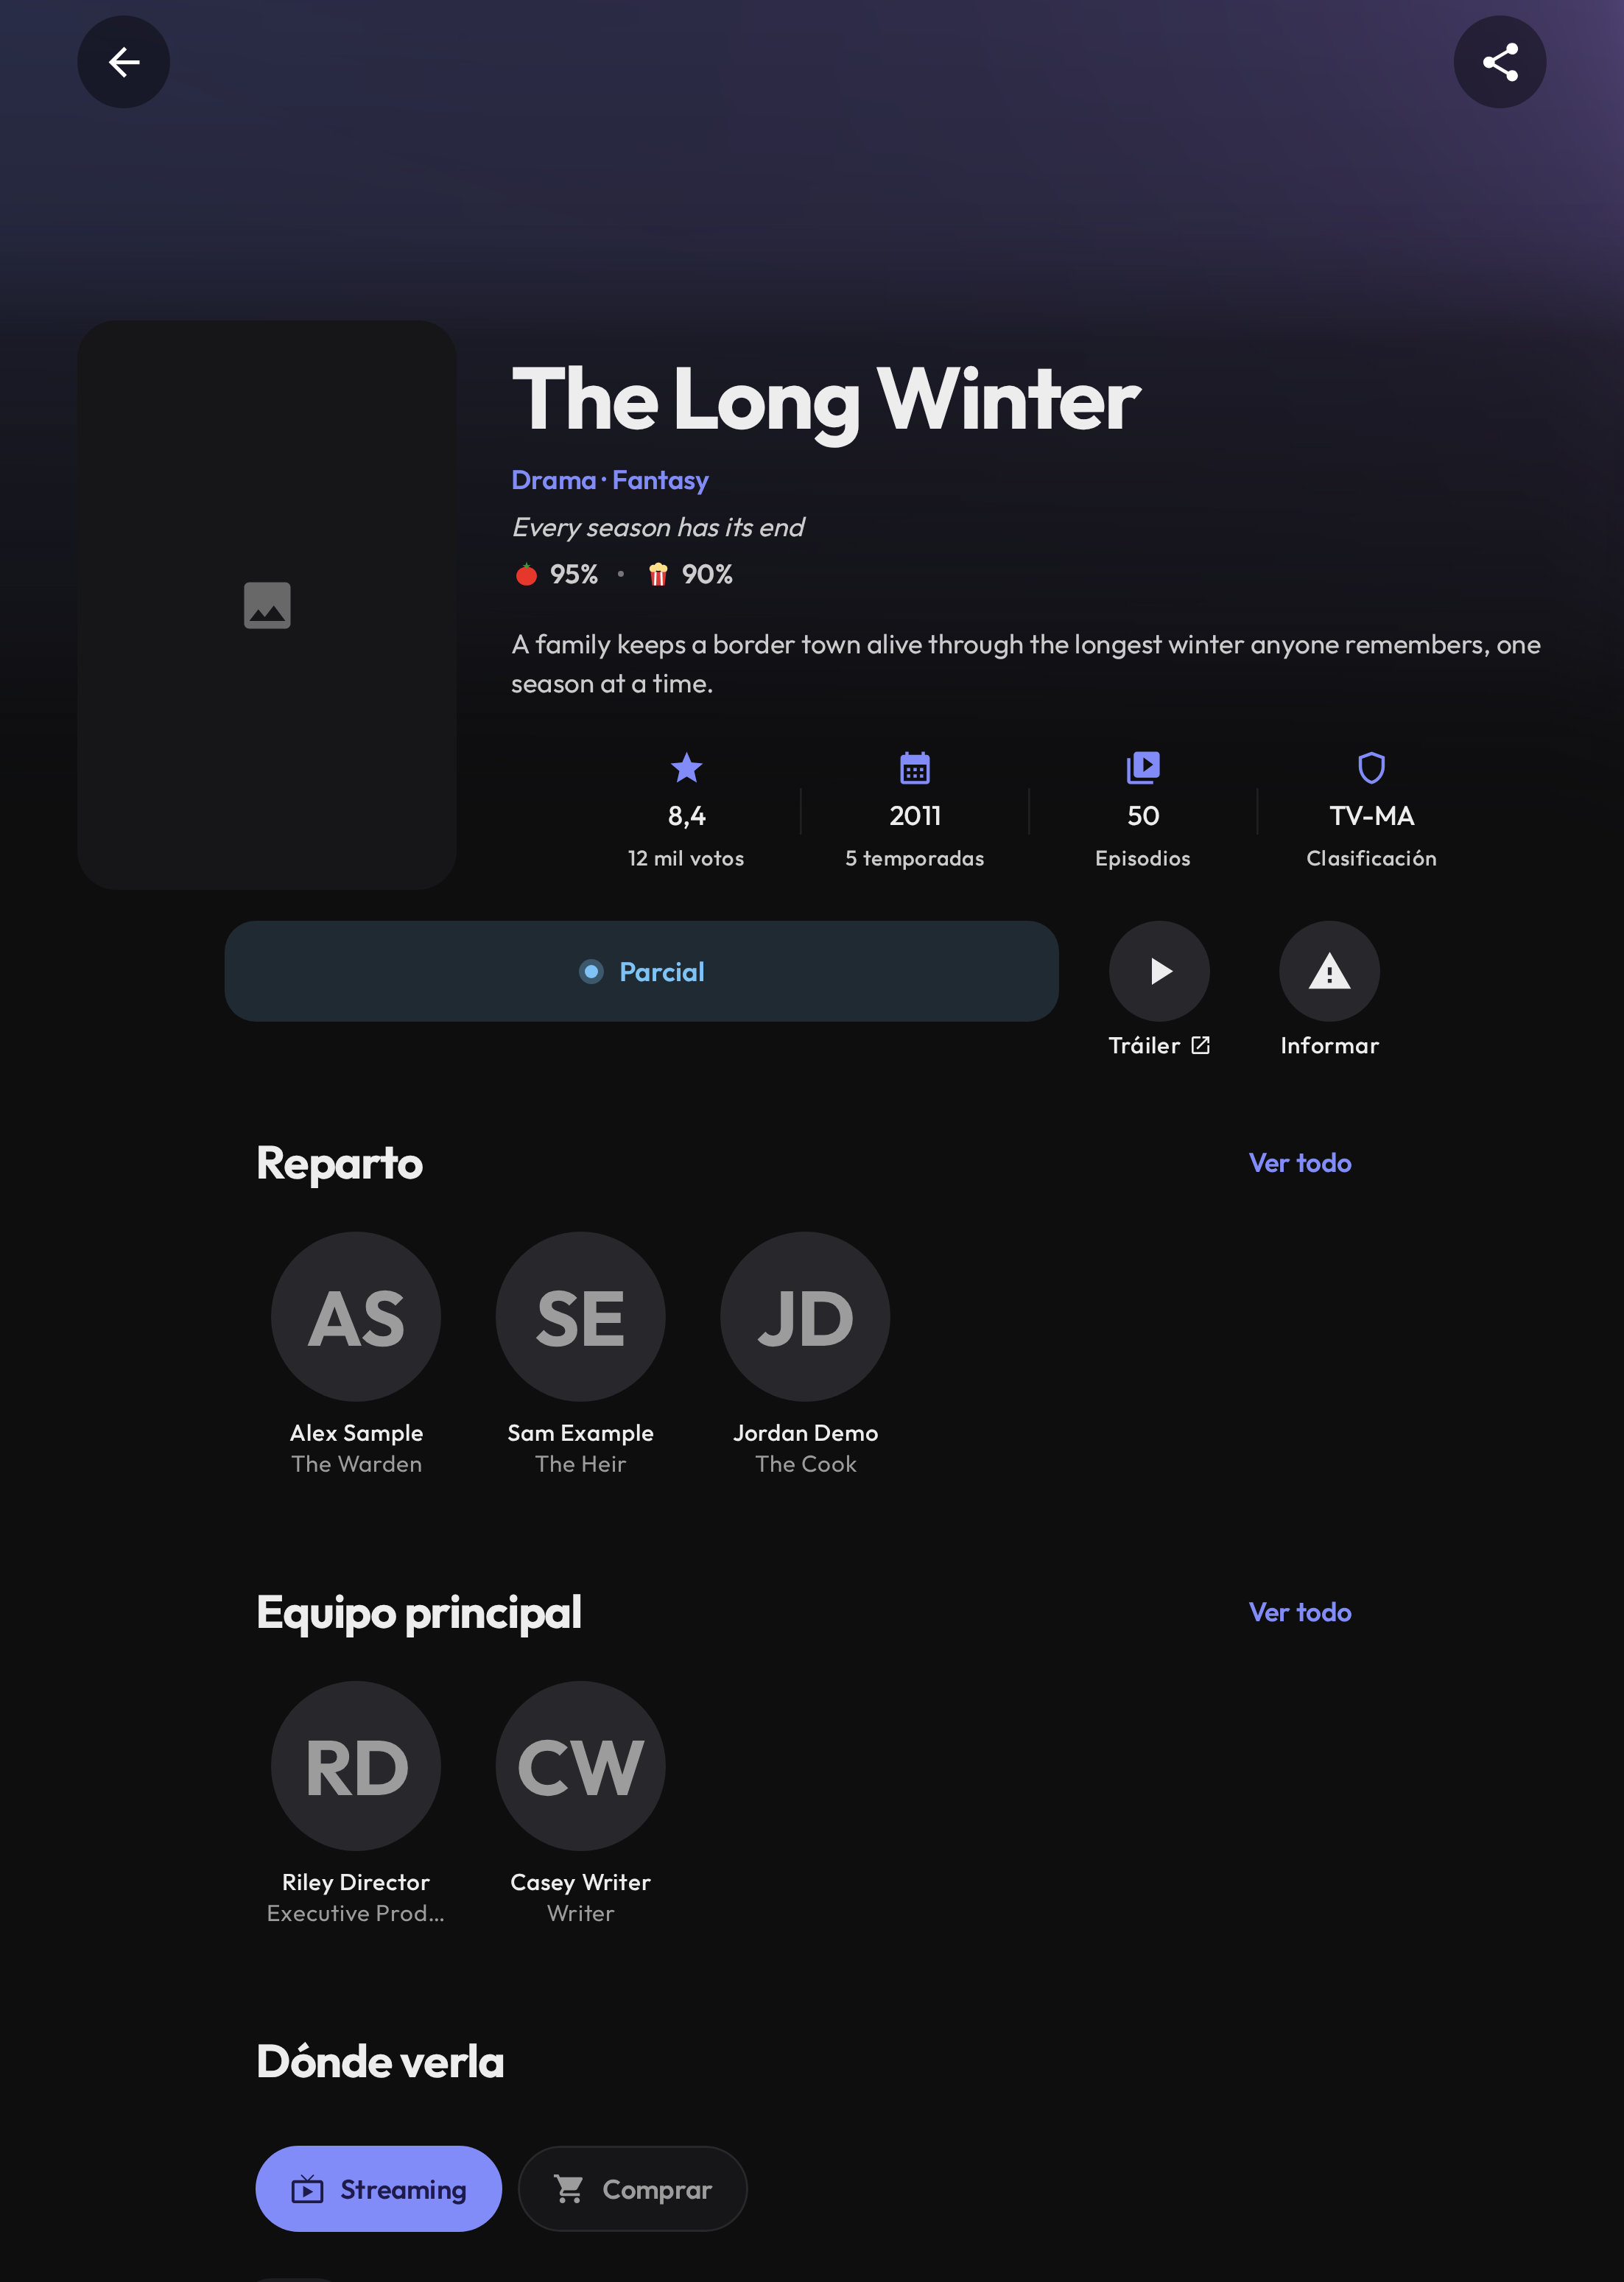 The Long Winter
Drama · Fantasy
Every season has its end
95% • 90%
A family keeps a border town alive through the longest winter anyone remembers, one
season at a time.
8,4
12 mil votos
2011
5 temporadas
50
Episodios
TV-MA
Clasificación
Parcial
Tráiler
Informar
Reparto
Ver todo
AS
SE
JD
Alex Sample
The Warden
Sam Example
The Heir
Jordan Demo
The Cook
Equipo principal
Ver todo
RD
CW
Riley Director
Executive Prod...
Casey Writer
Writer
Dónde verla
Streaming
Comprar